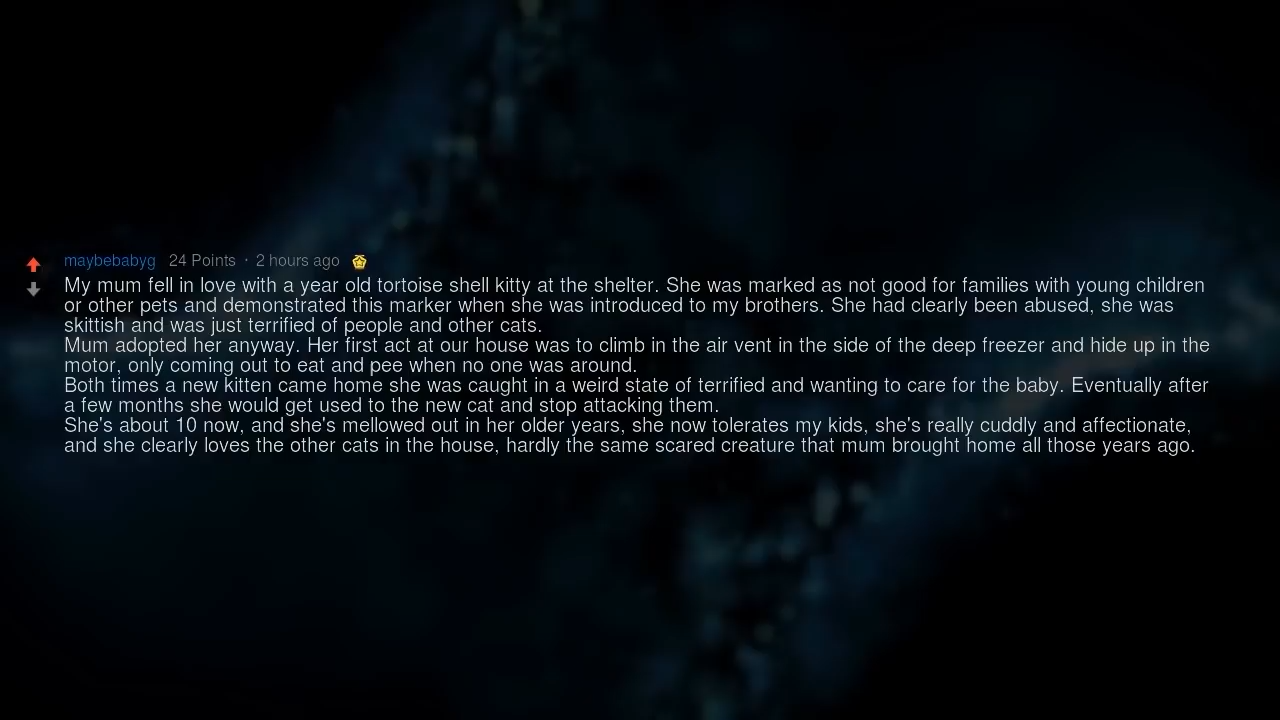 maybebabyg 24 Points · 2 hours ago
My mum fell in love with a year old tortoise shell kitty at the shelter. She was marked as not good for families with young children
or other pets and demonstrated this marker when she was introduced to my brothers. She had clearly been abused, she was
skittish and was just terrified of people and other cats.
Mum adopted her anyway. Her first act at our house was to climb in the air vent in the side of the deep freezer and hide up in the
motor, only coming out to eat and pee when no one was around.
Both times a new kitten came home she was caught in a weird state of terrified and wanting to care for the baby. Eventually after
a few months she would get used to the new cat and stop attacking them.
She's about 10 now, and she's mellowed out in her older years, she now tolerates my kids, she's really cuddly and affectionate,
and she clearly loves the other cats in the house, hardly the same scared creature that mum brought home all those years ago.